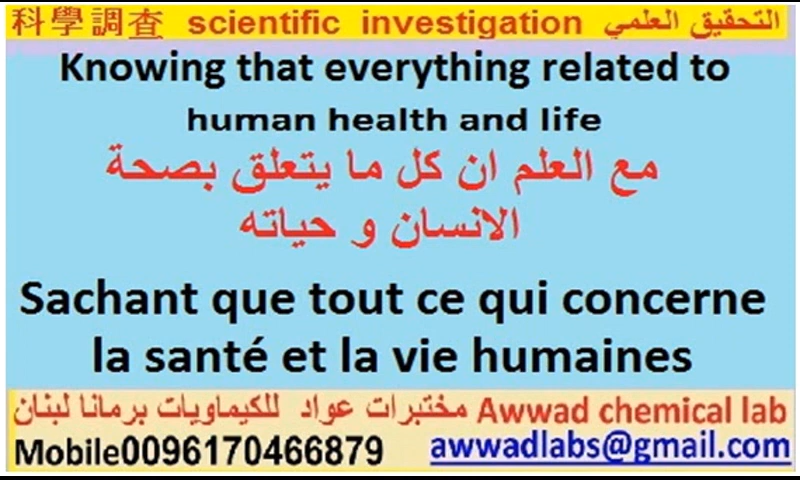 科學調查 scientific investigation التحقيق العلمي
Knowing that everything related to
human health and life
مع العلم ان كل ما يتعلق بصحة
الانسان و حياته
Sachant que tout ce qui concerne
la santé et la vie humaines
مختبرات عواد للكيماويات برمانا لبنان Awwad chemical lab
Mobile0096170466879 awwadlabs@gmail.com